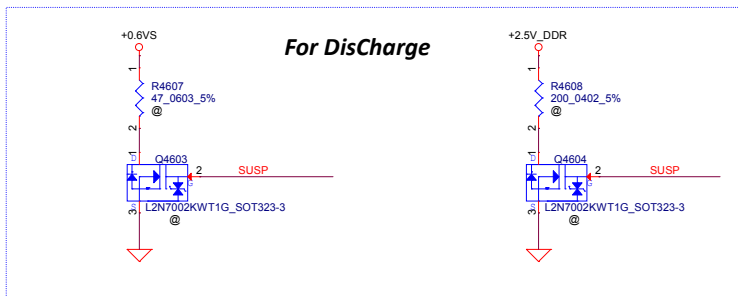 For DisCharge
+0.6VS
1
R4607
47_0603_5%
@
2
1
D
Q4603
2
G
SUSP
S
3
L2N7002KWT1G_SOT323-3
@
+2.5V_DDR
1
R4608
200_0402_5%
@
2
1
D
Q4604
2
G
SUSP
S
3
L2N7002KWT1G_SOT323-3
@